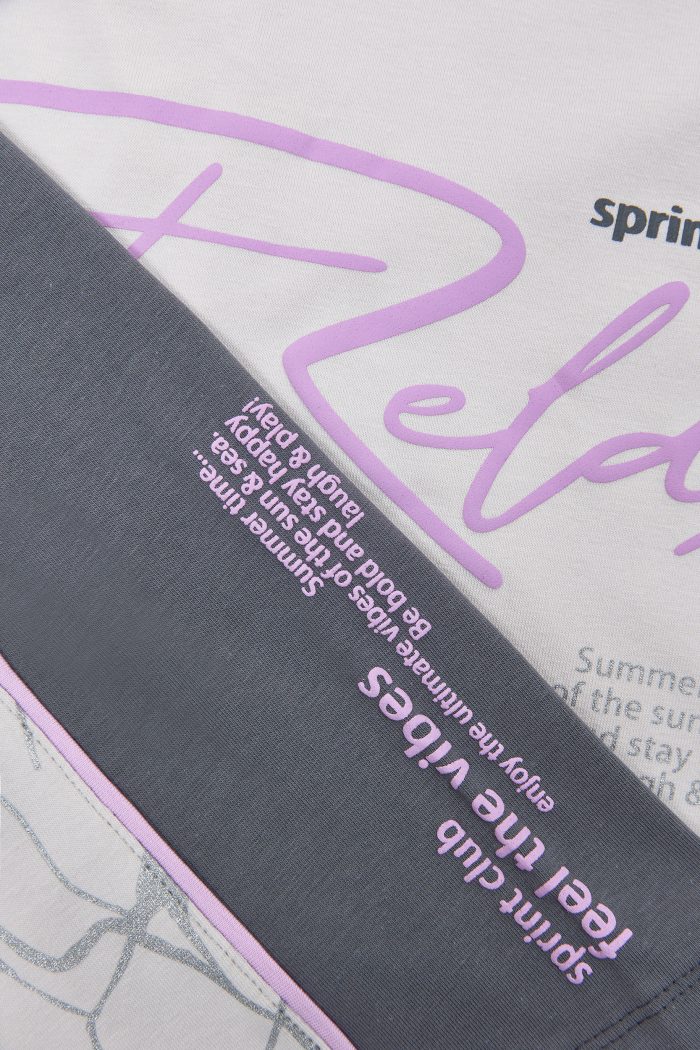 sprin
Rela
Summe
of the sun
d stay
gh &
sprint club
feel the vibes
enjoy the ultimate vibes of the sun & sea.
Summer time...
Be bold and stay happy
laugh & play!